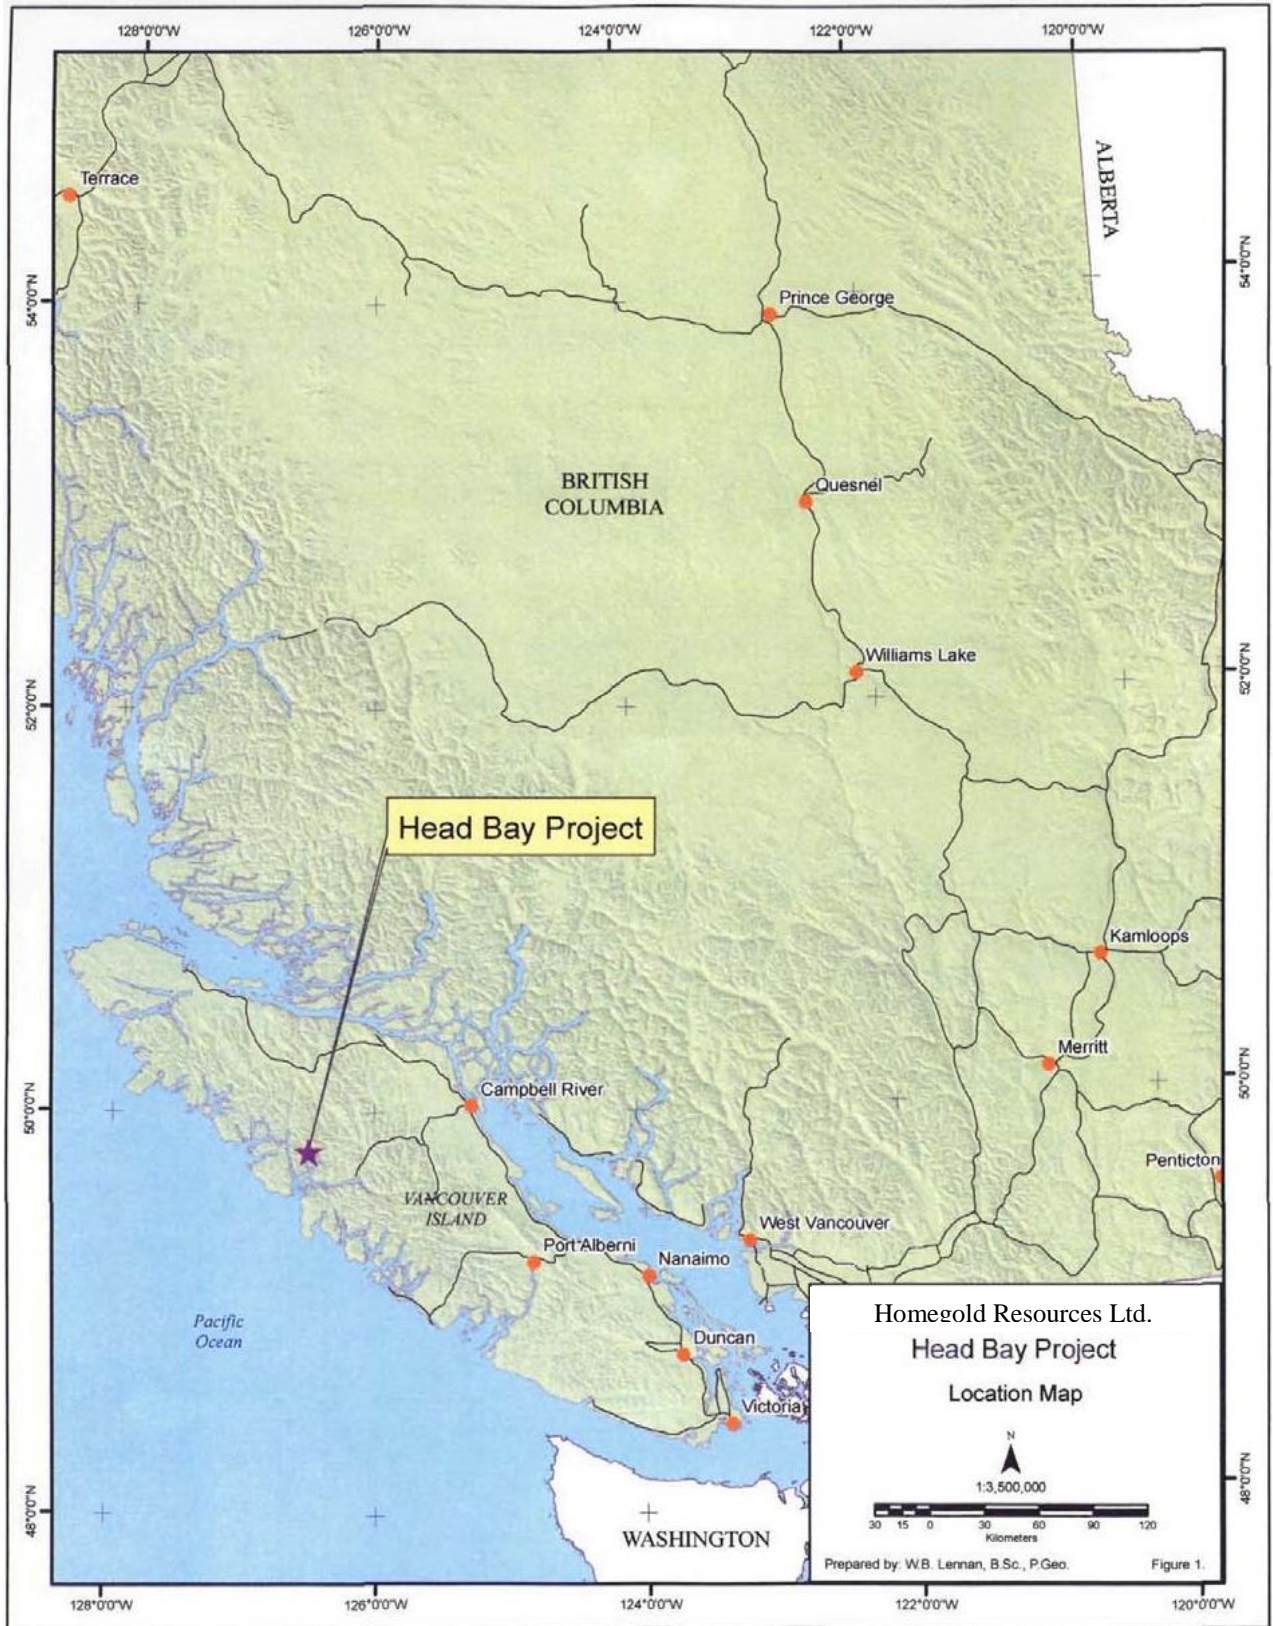 128°0'0"W
126°0'0"W
124°0'0"W
122°0'0"W
120°0'0"W
ALBERTA
Terrace
54°0'0"N
54°0'0"N
Prince George
BRITISH
COLUMBIA
Quesnel
Williams Lake
52°0'0"N
52°0'0"N
Head Bay Project
Kamloops
Merritt
50°0'0"N
50°0'0"N
Campbell River
Penticton
VANCOUVER
ISLAND
West Vancouver
Port Alberni
Nanaimo
Pacific
Ocean
Duncan
Victoria
Homegold Resources Ltd.
Head Bay Project
Location Map
N
1:3,500,000
30 15 0 30 60 90 120
Kilometers
Prepared by: W.B. Lennan, B.Sc., P.Geo.
Figure 1.
48°0'0"N
48°0'0"N
WASHINGTON
128°0'0"W
126°0'0"W
124°0'0"W
122°0'0"W
120°0'0"W